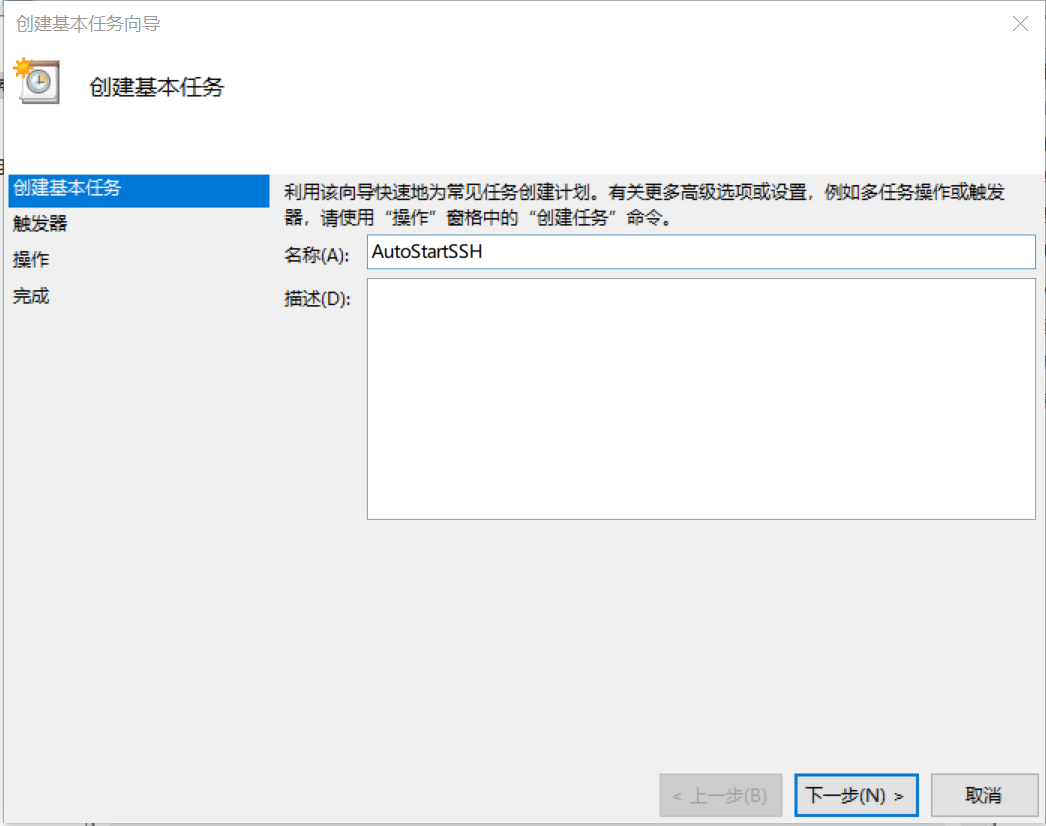 创建基本任务向导
创建基本任务
创建基本任务
触发器
操作
完成
利用该向导快速地为常见任务创建计划。有关更多高级选项或设置，例如多任务操作或触发
器，请使用“操作”窗格中的“创建任务”命令。
名称(A): AutoStartSSH
描述(D):
< 上一步(B) 下一步(N) > 取消